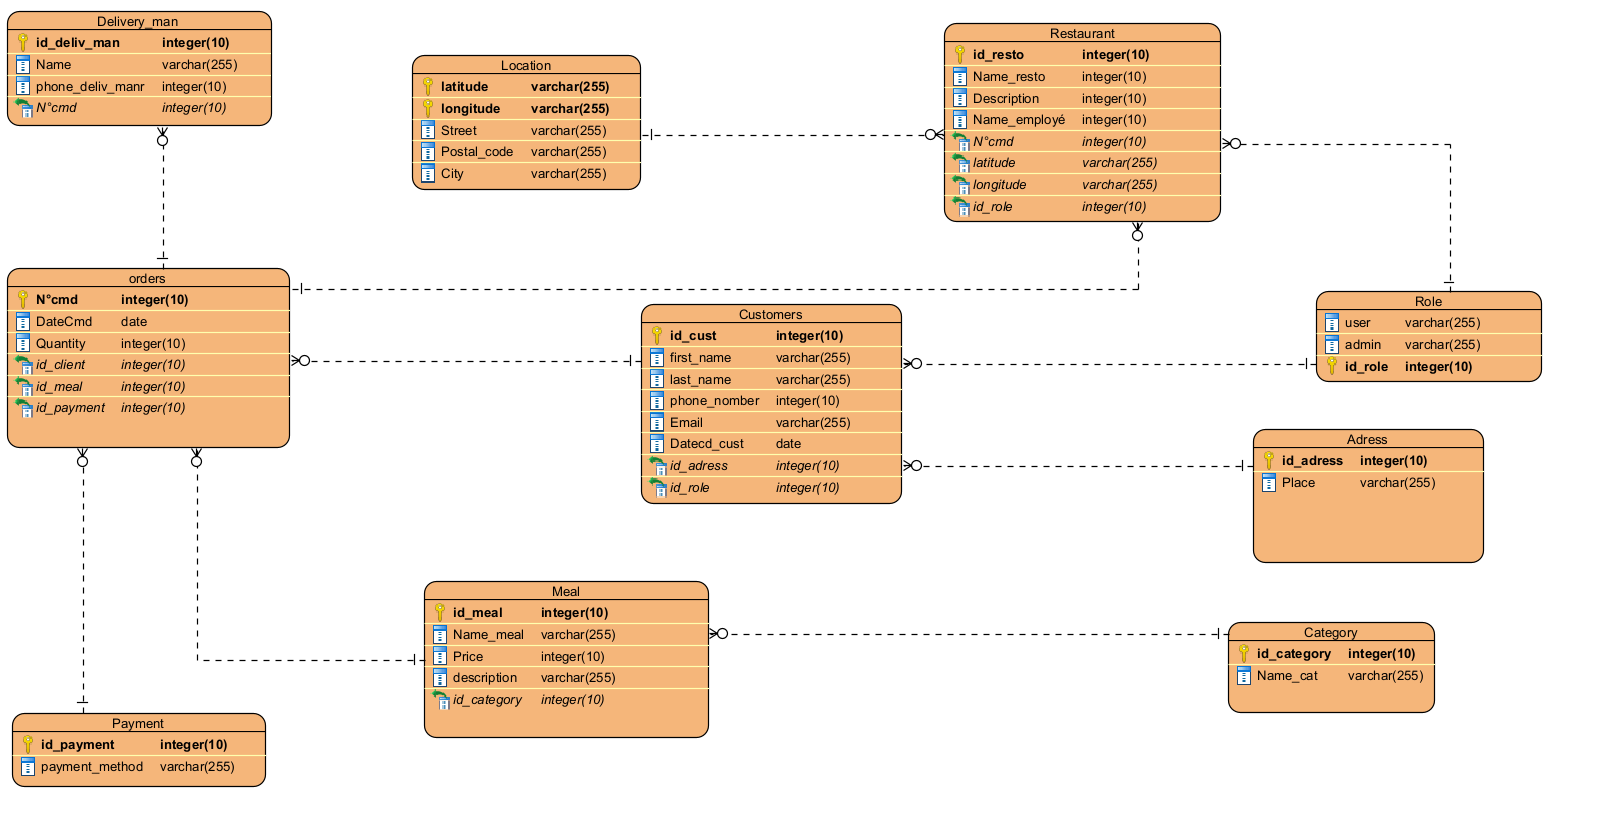 Delivery_man
id_deliv_man integer(10)
Name varchar(255)
phone_deliv_manr integer(10)
N°cmd integer(10)
Location
latitude varchar(255)
longitude varchar(255)
Street varchar(255)
Postal_code varchar(255)
City varchar(255)
Restaurant
id_resto integer(10)
Name_resto integer(10)
Description integer(10)
Name_employé integer(10)
N°cmd integer(10)
latitude varchar(255)
longitude varchar(255)
id_role integer(10)
orders
N°cmd integer(10)
DateCmd date
Quantity integer(10)
id_client integer(10)
id_meal integer(10)
id_payment integer(10)
Customers
id_cust integer(10)
first_name varchar(255)
last_name varchar(255)
phone_nomber integer(10)
Email varchar(255)
Datecd_cust date
id_adress integer(10)
id_role integer(10)
Role
user varchar(255)
admin varchar(255)
id_role integer(10)
Adress
id_adress integer(10)
Place varchar(255)
Meal
id_meal integer(10)
Name_meal varchar(255)
Price integer(10)
description varchar(255)
id_category integer(10)
Category
id_category integer(10)
Name_cat varchar(255)
Payment
id_payment integer(10)
payment_method varchar(255)